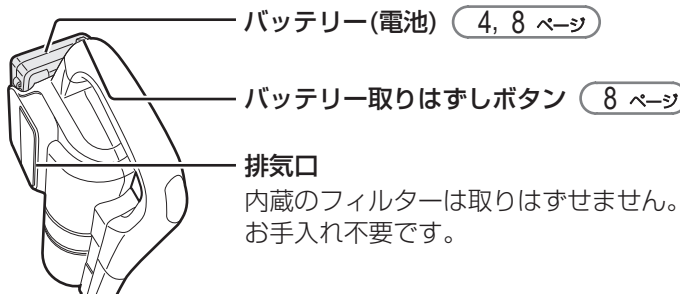 バッテリー(電池) 4, 8 ページ
バッテリー取りはずしボタン 8 ページ
排気口
内蔵のフィルターは取りはずせません。
お手入れ不要です。